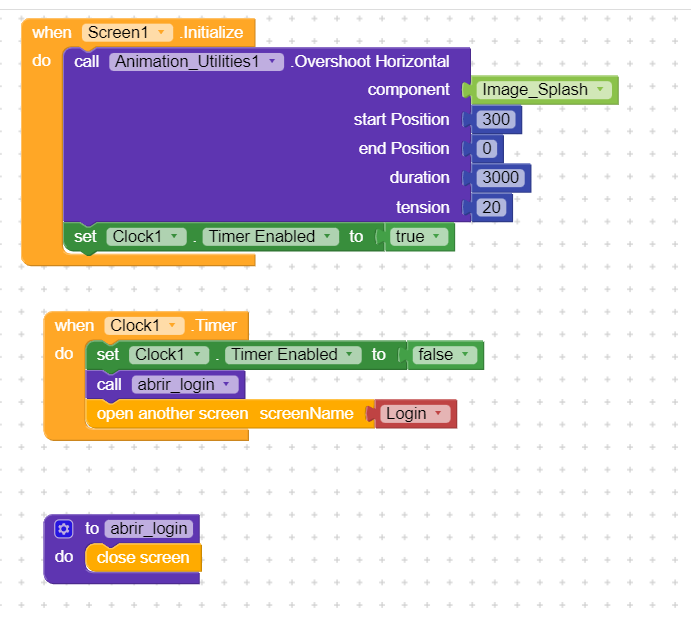 when Screen1 .Initialize
do call Animation_Utilities1 .Overshoot Horizontal
component Image_Splash
start Position 300
end Position 0
duration 3000
tension 20
set Clock1 . Timer Enabled to true
when Clock1 .Timer
do set Clock1 . Timer Enabled to false
call abrir_login
open another screen screenName Login
to abrir_login
do close screen